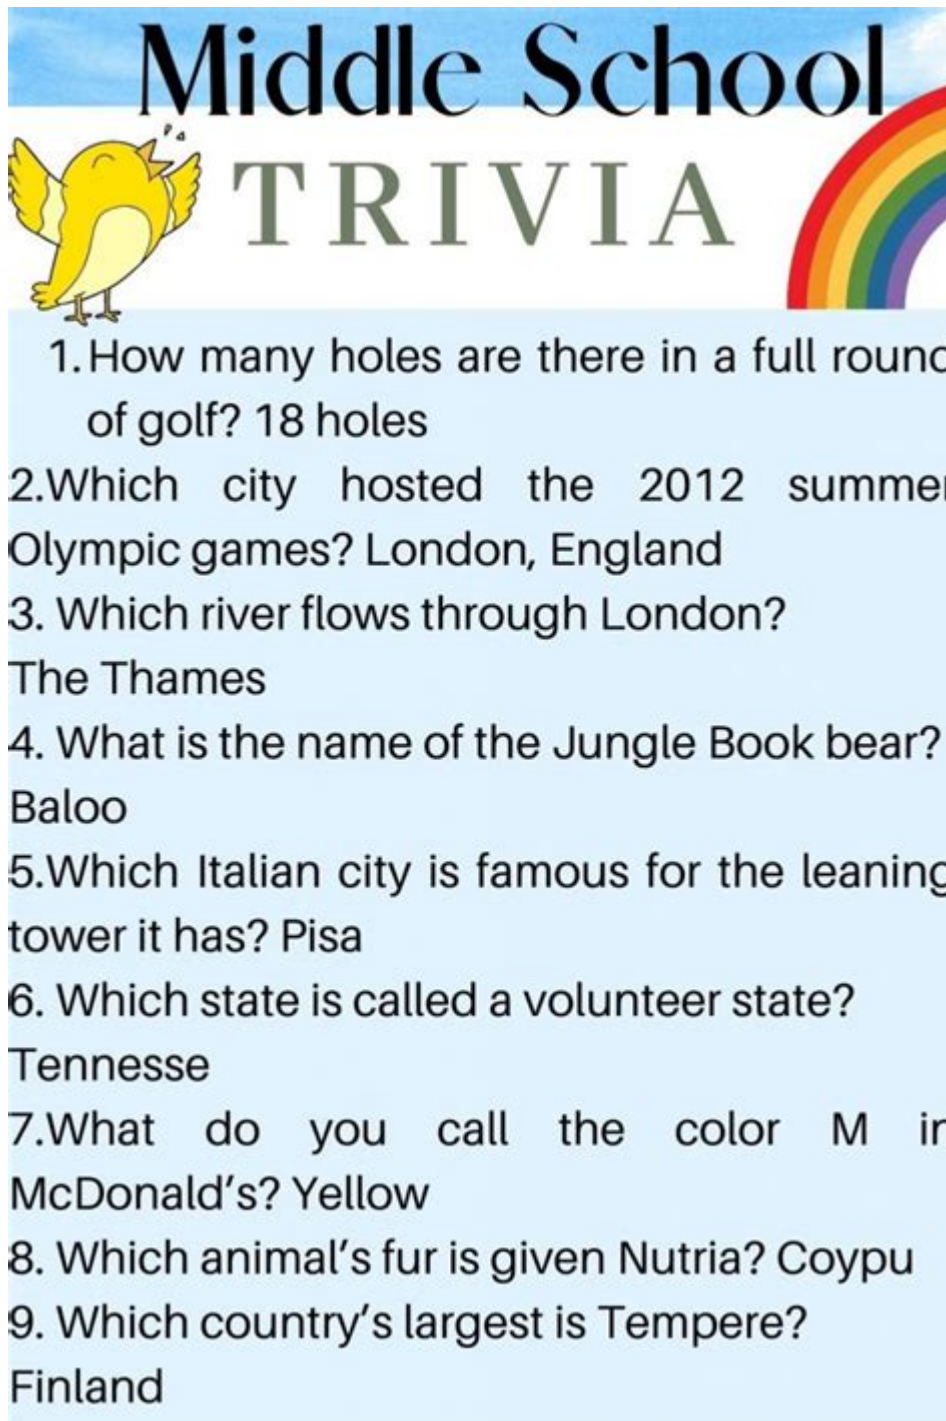 Middle School
TRIVIA
1. How many holes are there in a full round
of golf? 18 holes
2.Which city hosted the 2012 summer
Olympic games? London, England
3. Which river flows through London?
The Thames
4. What is the name of the Jungle Book bear?
Baloo
5.Which Italian city is famous for the leaning
tower it has? Pisa
6. Which state is called a volunteer state?
Tennesse
7.What do you call the color M in
McDonald's? Yellow
8. Which animal's fur is given Nutria? Coypu
9. Which country's largest is Tempere?
Finland